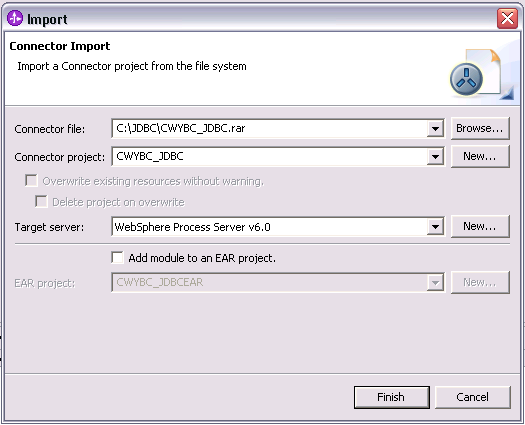 Import
Connector Import
Import a Connector project from the file system
Connector file: C:\JDBC\CWYBC_JDBC.rar Browse...
Connector project: CWYBC_JDBC New...
Overwrite existing resources without warning.
Delete project on overwrite
Target server: WebSphere Process Server v6.0 New...
Add module to an EAR project.
EAR project: CWYBC_JDBCEAR New...
Finish Cancel